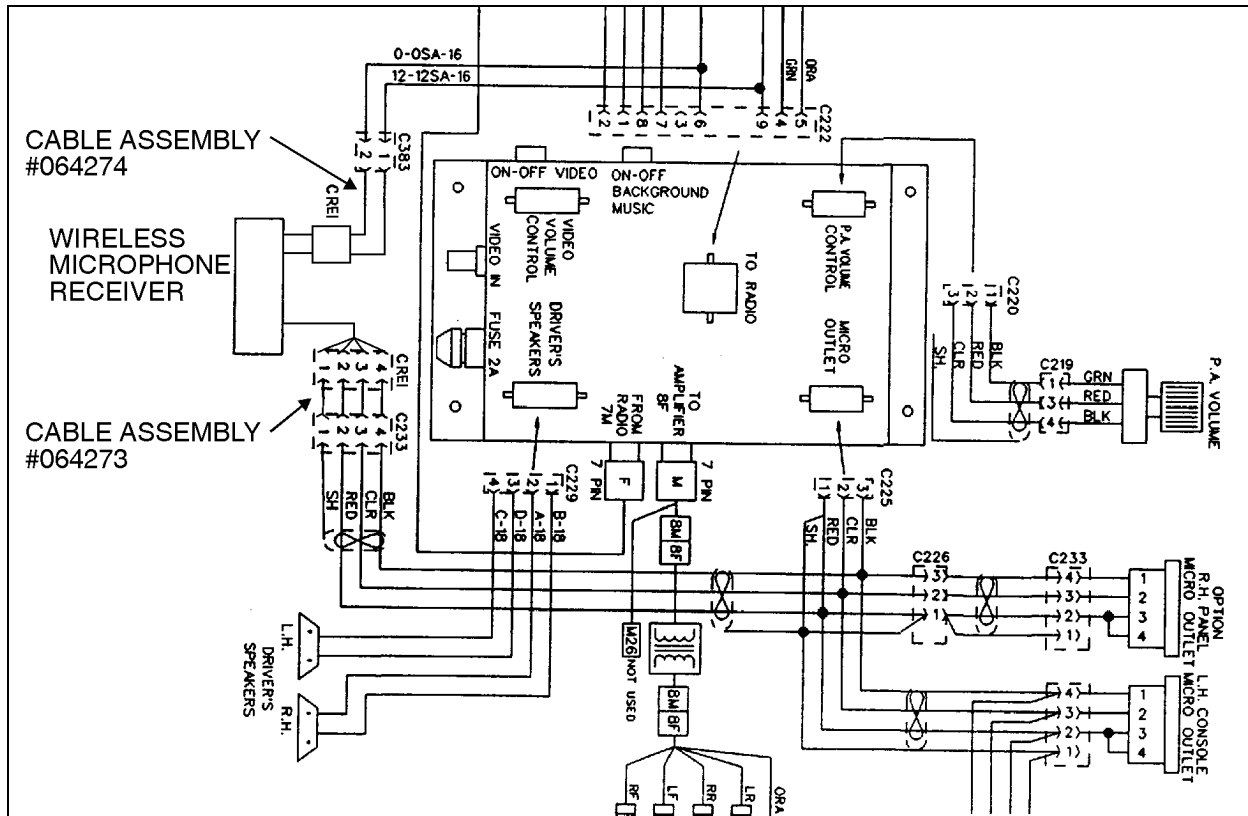 0-0SA-16
12-12SA-16
GRN
ORA
2 1 8 7 3 6 9 4 5
C222
CABLE ASSEMBLY
#064274
C383
2 1
CREI
WIRELESS
MICROPHONE
RECEIVER
ON-OFF VIDEO
ON-OFF
BACKGROUND
MUSIC
VIDEO
VOLUME
CONTROL
VIDEO IN
FUSE 2A
DRIVER'S
SPEAKERS
TO RADIO
P.A. VOLUME
CONTROL
MICRO
OUTLET
TO
AMPLIFIER
8F
FROM
RADIO
7M
C220
3 2 1
SH.
CLR
RED
BLK
C219
1 GRN
3 RED
4 BLK
P.A. VOLUME
CREI
1 2 3 4
CABLE ASSEMBLY
#064273
C233
1 2 3 4
SH
RED
CLR
BLK
C229
4 3 2 1
C-18
D-18
A-18
B-18
7 PIN
F
M
7 PIN
8M 8F
C225
1 2 3
SH.
RED
CLR
BLK
C226
3
2
1
C233
4
3
2
1
1
2
3
4
OPTION
R.H. PANEL
MICRO OUTLET
L.H.
R.H.
DRIVER'S
SPEAKERS
M26
NOT USED
8M 8F
4
3
2
1
C233
1
2
3
4
L.H. CONSOLE
MICRO OUTLET
RF
LF
RR
LR
ORA